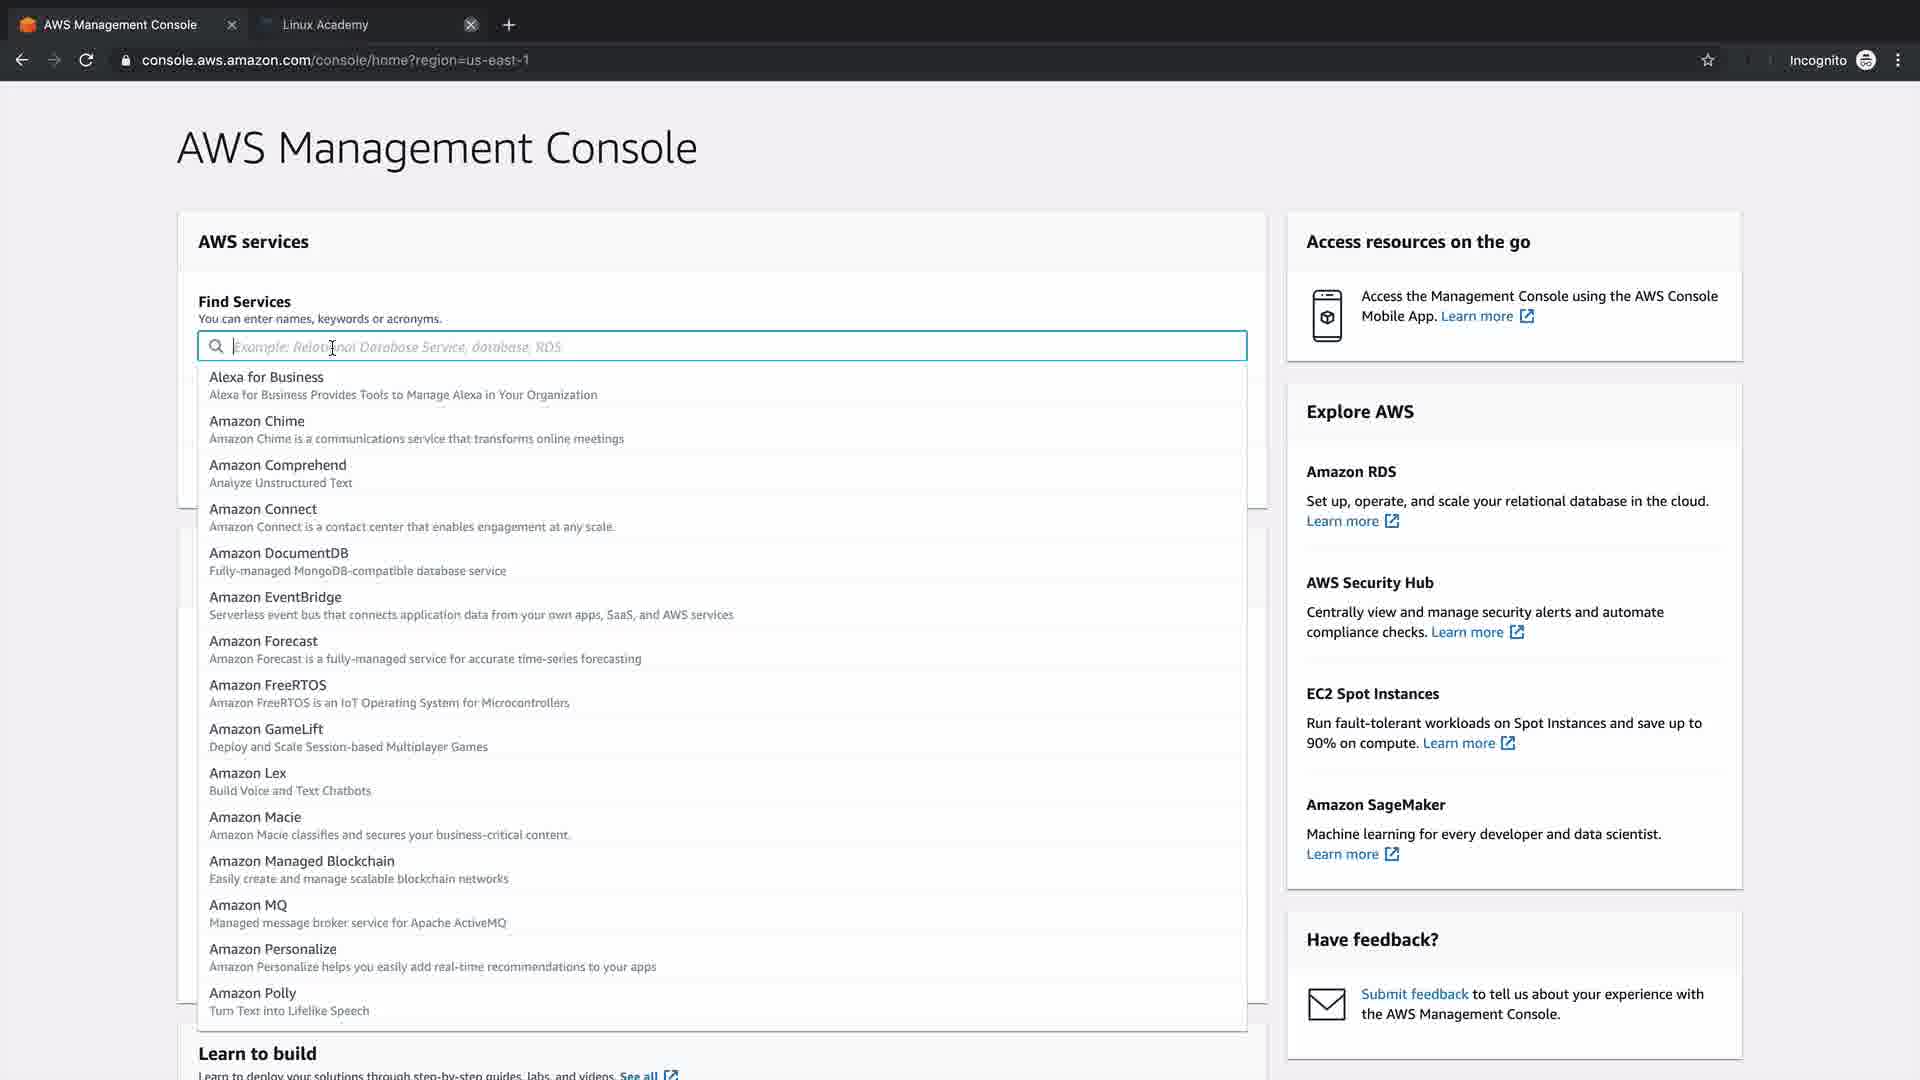 AWS Management Console
Linux Academy
console.aws.amazon.com/console/home?region=us-east-1
Incognito
AWS Management Console
AWS services
Find Services
You can enter names, keywords or acronyms.
Example: Relational Database Service, database, RDS
Alexa for Business
Alexa for Business Provides Tools to Manage Alexa in Your Organization
Amazon Chime
Amazon Chime is a communications service that transforms online meetings
Amazon Comprehend
Analyze Unstructured Text
Amazon Connect
Amazon Connect is a contact center that enables engagement at any scale.
Amazon DocumentDB
Fully-managed MongoDB-compatible database service
Amazon EventBridge
Serverless event bus that connects application data from your own apps, SaaS, and AWS services
Amazon Forecast
Amazon Forecast is a fully-managed service for accurate time-series forecasting
Amazon FreeRTOS
Amazon FreeRTOS is an IoT Operating System for Microcontrollers
Amazon GameLift
Deploy and Scale Session-based Multiplayer Games
Amazon Lex
Build Voice and Text Chatbots
Amazon Macie
Amazon Macie classifies and secures your business-critical content.
Amazon Managed Blockchain
Easily create and manage scalable blockchain networks
Amazon MQ
Managed message broker service for Apache ActiveMQ
Amazon Personalize
Amazon Personalize helps you easily add real-time recommendations to your apps
Amazon Polly
Turn Text into Lifelike Speech
Learn to build
Learn to deploy your solutions through step-by-step guides, labs, and videos. See all
Access resources on the go
Access the Management Console using the AWS Console
Mobile App. Learn more
Explore AWS
Amazon RDS
Set up, operate, and scale your relational database in the cloud.
Learn more
AWS Security Hub
Centrally view and manage security alerts and automate
compliance checks. Learn more
EC2 Spot Instances
Run fault-tolerant workloads on Spot Instances and save up to
90% on compute. Learn more
Amazon SageMaker
Machine learning for every developer and data scientist.
Learn more
Have feedback?
Submit feedback to tell us about your experience with
the AWS Management Console.